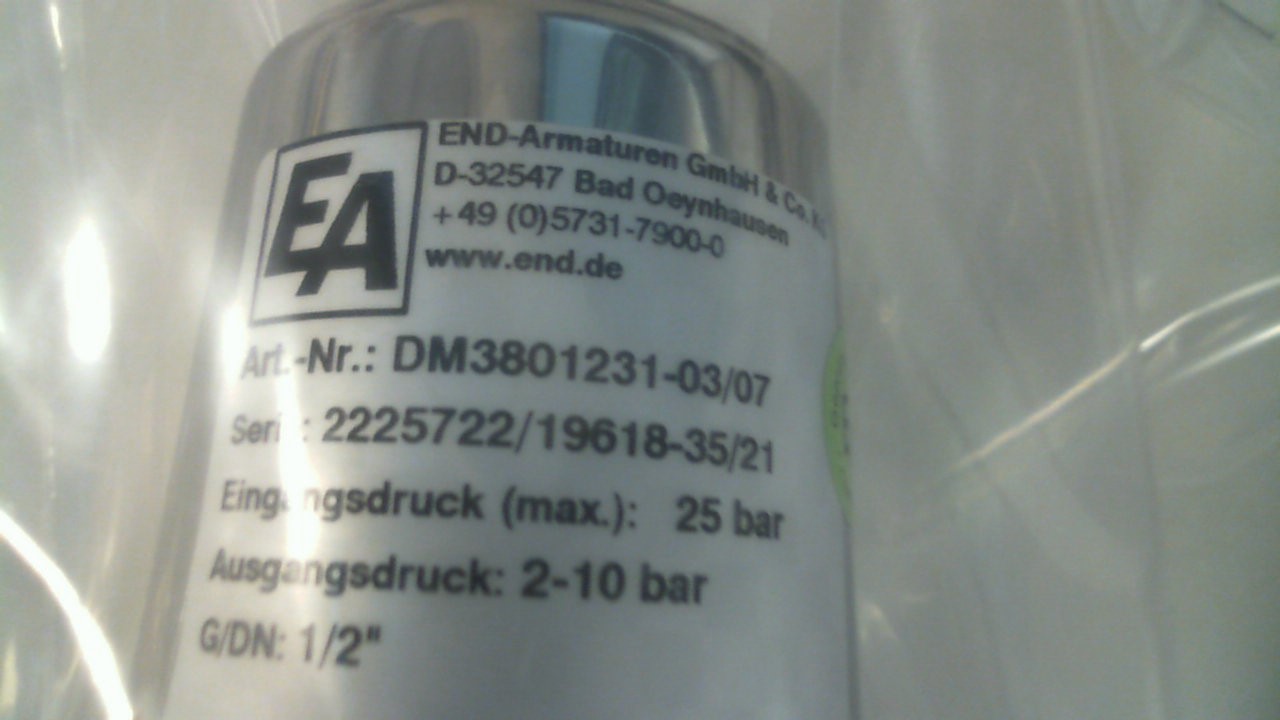 EA
END-Armaturen GmbH & Co.
D-32547 Bad Oeynhausen
+49 (0)5731-7900-0
www.end.de
Art.-Nr.: DM3801231-03/07
2225722/19618-35/21
Eingangsdruck (max.): 25 bar
Ausgangsdruck: 2-10 bar
G/DN: 1/2"